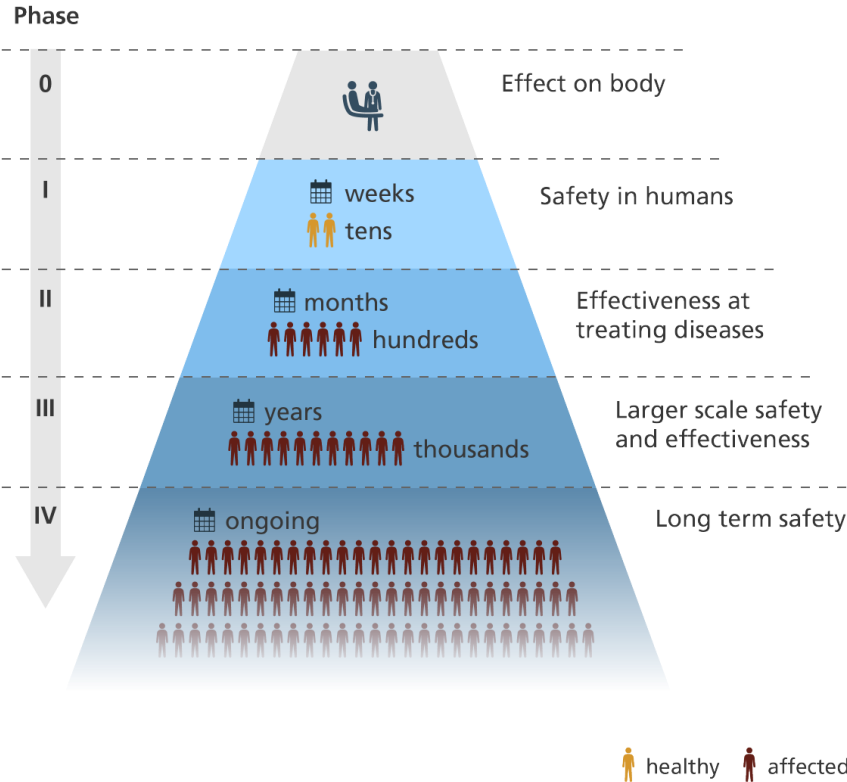 Phase
0
Effect on body
I
weeks
tens
Safety in humans
II
months
hundreds
Effectiveness at
treating diseases
III
years
thousands
Larger scale safety
and effectiveness
IV
ongoing
Long term safety
healthy
affected